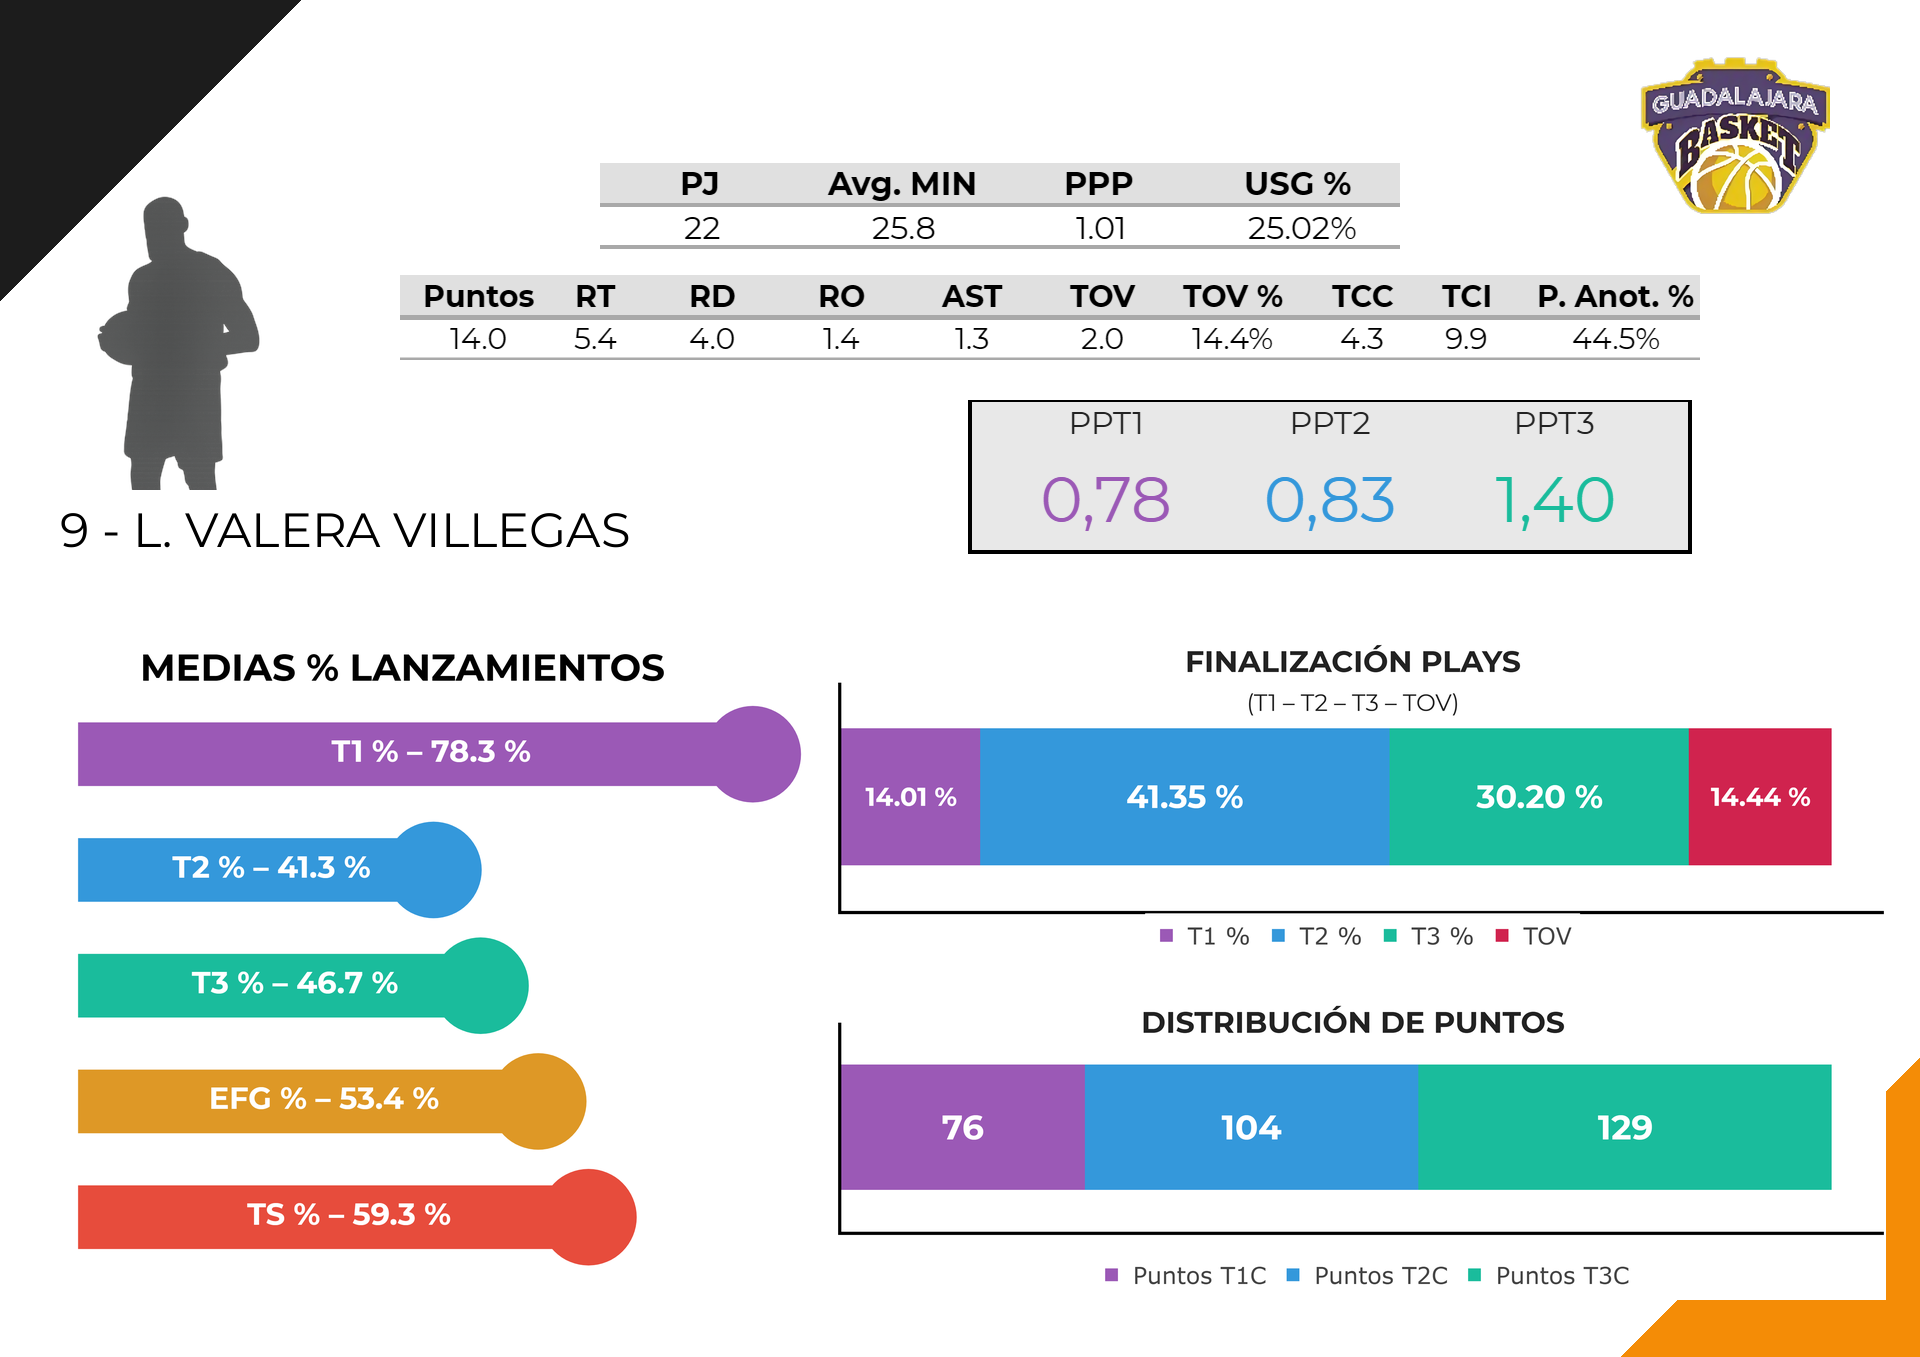 GUADALAJARA
BASKET
PJ Avg. MIN PPP USG %
22 25.8 1.01 25.02%
Puntos RT RD RO AST TOV TOV % TCC TCI P. Anot. %
14.0 5.4 4.0 1.4 1.3 2.0 14.4% 4.3 9.9 44.5%
PPT1 PPT2 PPT3
0,78 0,83 1,40
9 - L. VALERA VILLEGAS
MEDIAS % LANZAMIENTOS
T1 % – 78.3 %
T2 % – 41.3 %
T3 % – 46.7 %
EFG % – 53.4 %
TS % – 59.3 %
FINALIZACIÓN PLAYS
(T1 – T2 – T3 – TOV)
14.01 % 41.35 % 30.20 % 14.44 %
T1 % T2 % T3 % TOV
DISTRIBUCIÓN DE PUNTOS
76 104 129
Puntos T1C Puntos T2C Puntos T3C